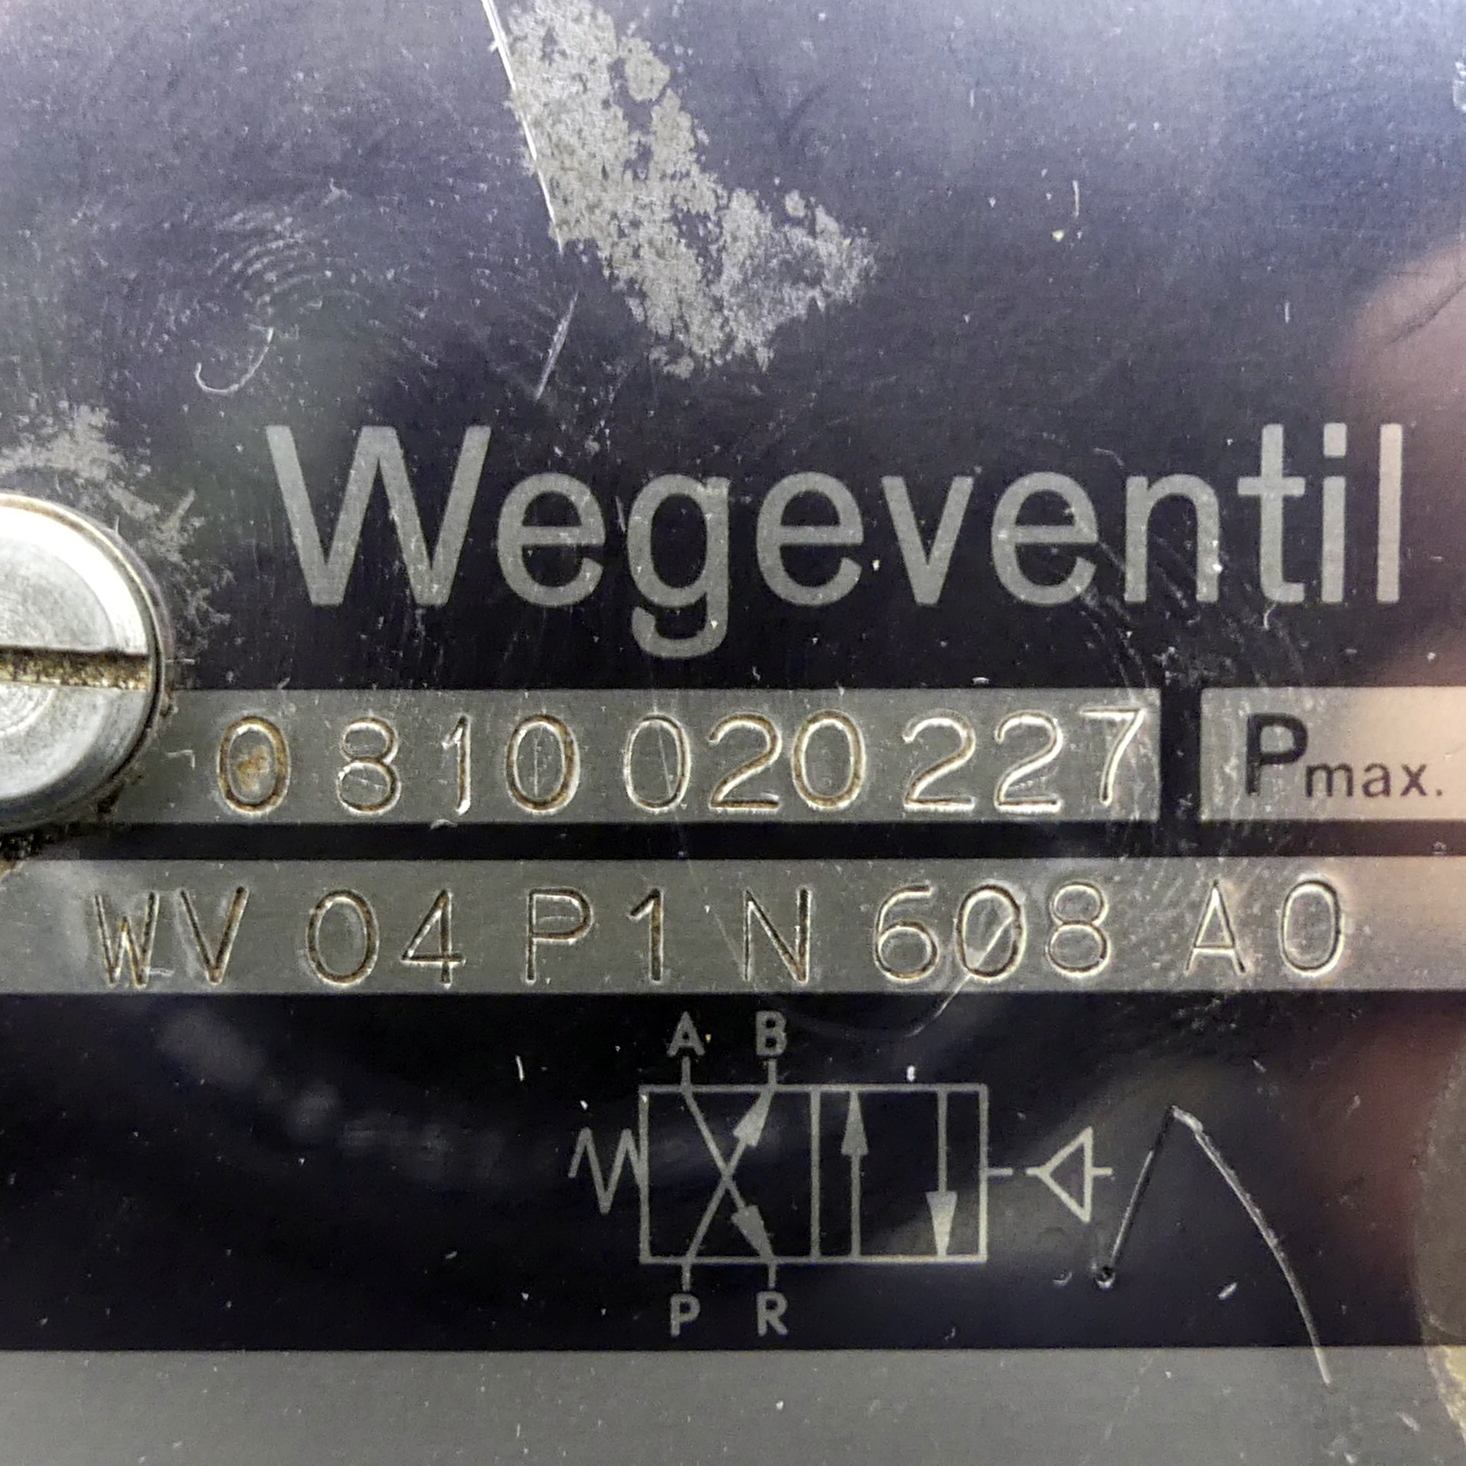 Wegeventil
0 810 020 227 Pmax.
WV 04 P1 N 608 A0
A B
P R